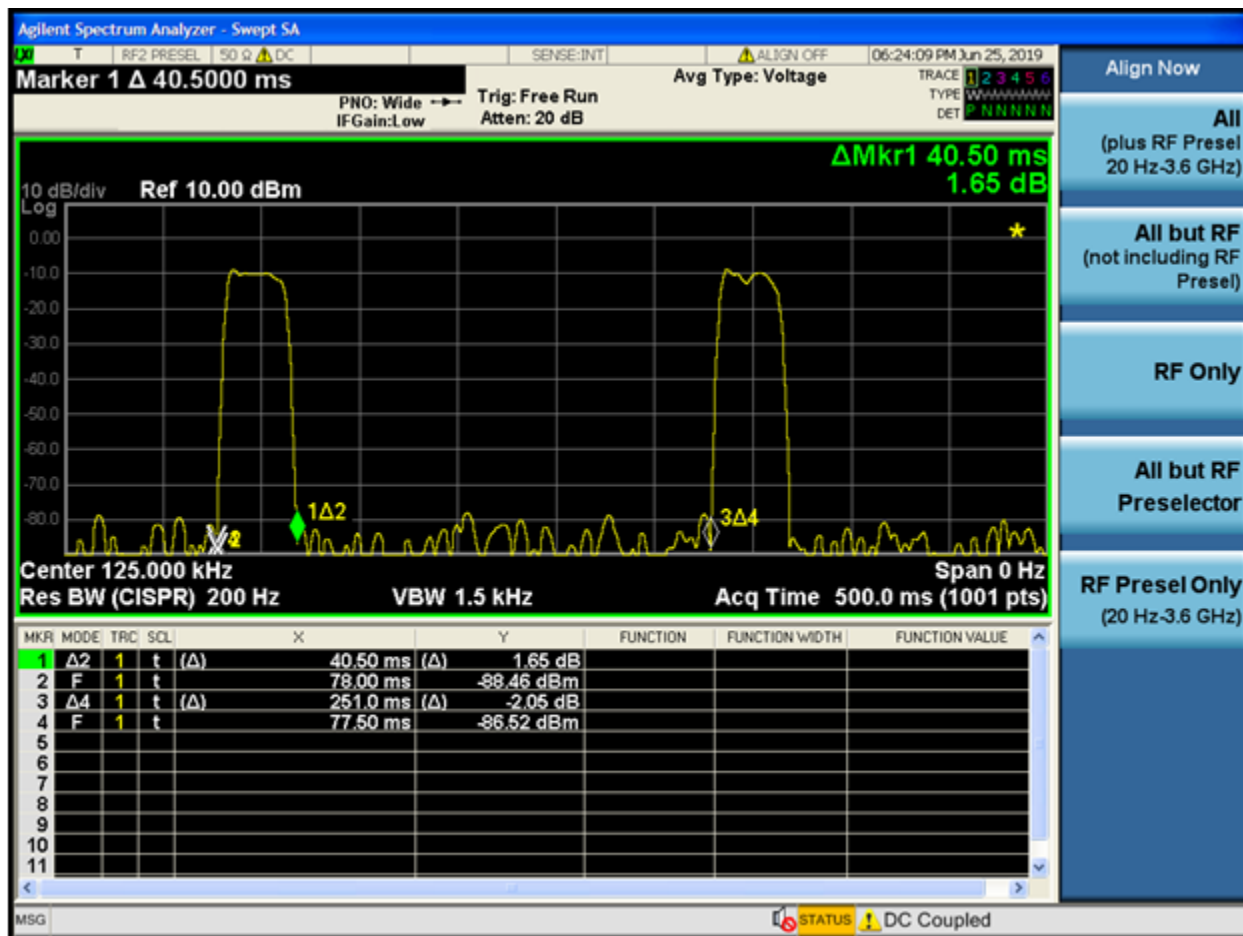 Agilent Spectrum Analyzer - Swept SA
LXI T RF2 PRESEL 50 Ω DC SENSE:INT ALIGN OFF 06:24:09 PM Jun 25, 2019
Marker 1 Δ 40.5000 ms
PNO: Wide
IFGain:Low
Trig: Free Run
Atten: 20 dB
Avg Type: Voltage
TRACE 1 2 3 4 5 6
TYPE W
DET P N N N N N
ΔMkr1 40.50 ms
1.65 dB
10 dB/div Ref 10.00 dBm
Log
0.00
-10.0
-20.0
-30.0
-40.0
-50.0
-60.0
-70.0
-80.0
1Δ2
3Δ4
Center 125.000 kHz Span 0 Hz
Res BW (CISPR) 200 Hz VBW 1.5 kHz Acq Time 500.0 ms (1001 pts)
MKR MODE TRC SCL X Y FUNCTION FUNCTION WIDTH FUNCTION VALUE
1 Δ2 1 t (Δ) 40.50 ms (Δ) 1.65 dB
2 F 1 t 78.00 ms -88.46 dBm
3 Δ4 1 t (Δ) 251.0 ms (Δ) -2.05 dB
4 F 1 t 77.50 ms -86.52 dBm
5
6
7
8
9
10
11
MSG STATUS DC Coupled
Align Now
All
(plus RF Presel
20 Hz-3.6 GHz)
All but RF
(not including RF
Presel)
RF Only
All but RF
Preselector
RF Presel Only
(20 Hz-3.6 GHz)